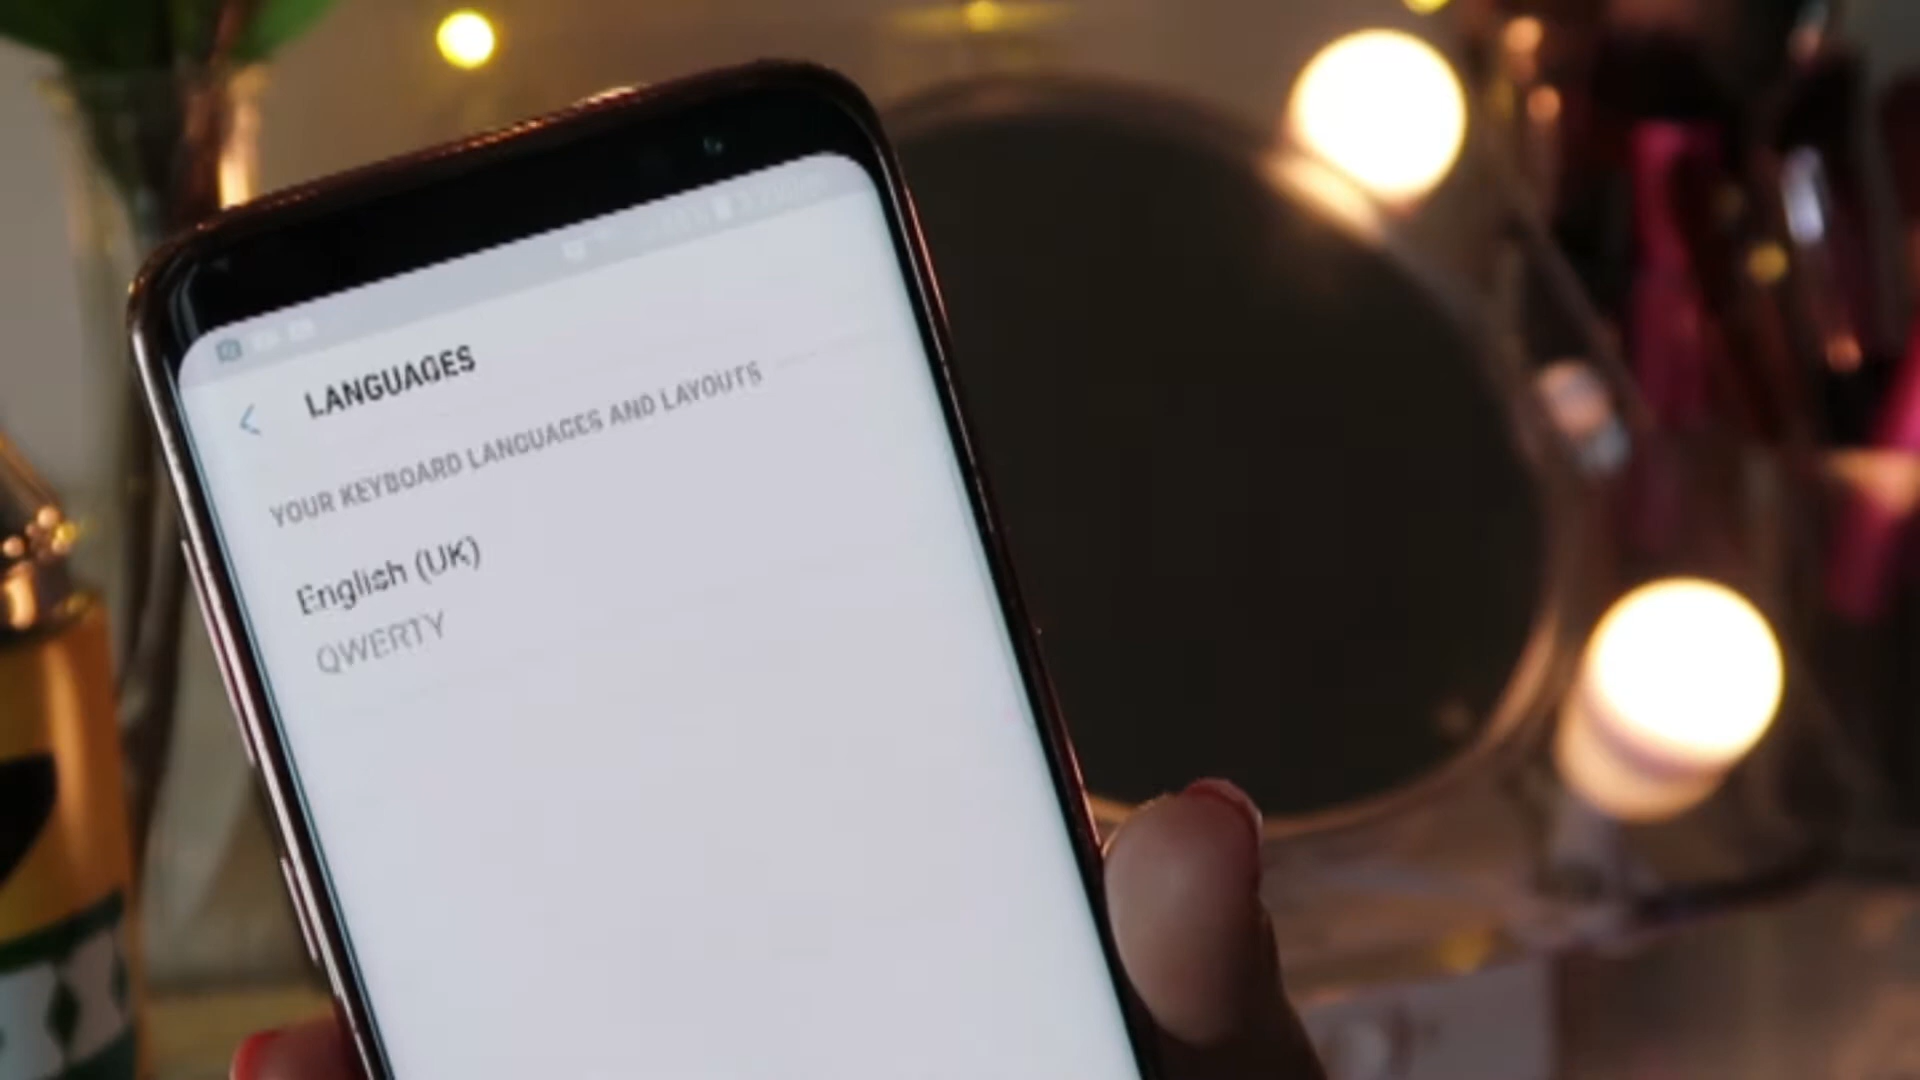 LANGUAGES
YOUR KEYBOARD LANGUAGES AND LAYOUTS
English (UK)
QWERTY